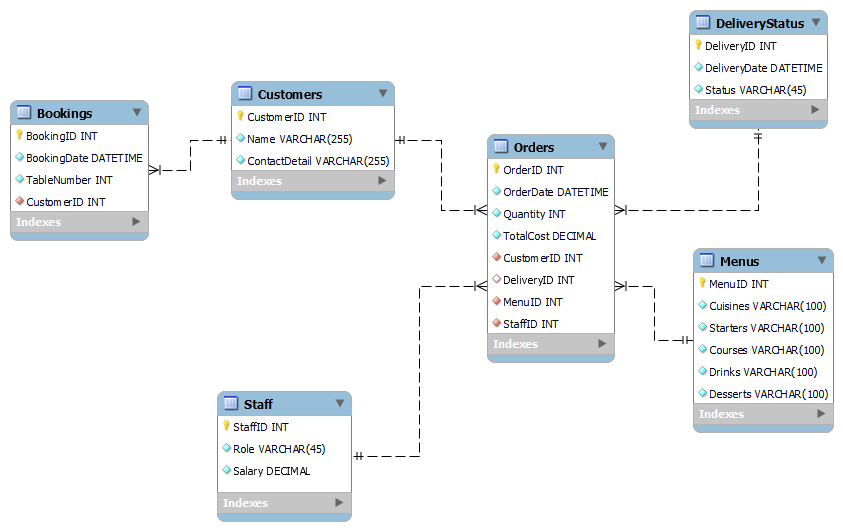 DeliveryStatus
DeliveryID INT
DeliveryDate DATETIME
Status VARCHAR(45)
Indexes
Customers
CustomerID INT
Name VARCHAR(255)
ContactDetail VARCHAR(255)
Indexes
Bookings
BookingID INT
BookingDate DATETIME
TableNumber INT
CustomerID INT
Indexes
Orders
OrderID INT
OrderDate DATETIME
Quantity INT
TotalCost DECIMAL
CustomerID INT
DeliveryID INT
MenuID INT
StaffID INT
Indexes
Menus
MenuID INT
Cuisines VARCHAR(100)
Starters VARCHAR(100)
Courses VARCHAR(100)
Drinks VARCHAR(100)
Desserts VARCHAR(100)
Indexes
Staff
StaffID INT
Role VARCHAR(45)
Salary DECIMAL
Indexes